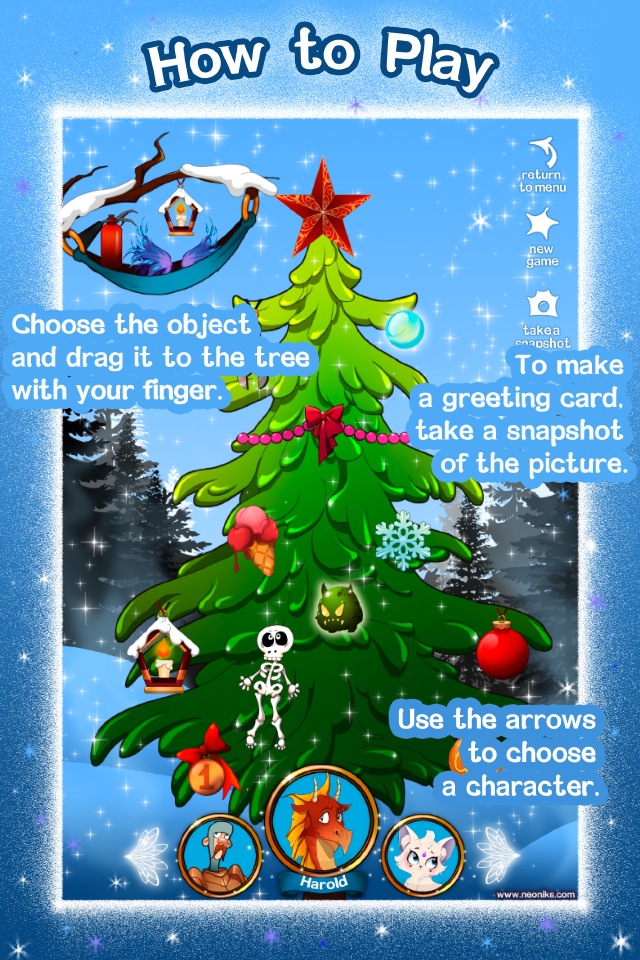 How to Play
return
to menu
new
game
take a
snapshot
Choose the object
and drag it to the tree
with your finger.
To make
a greeting card,
take a snapshot
of the picture.
Use the arrows
to choose
a character.
1
Harold
www.neoniks.com